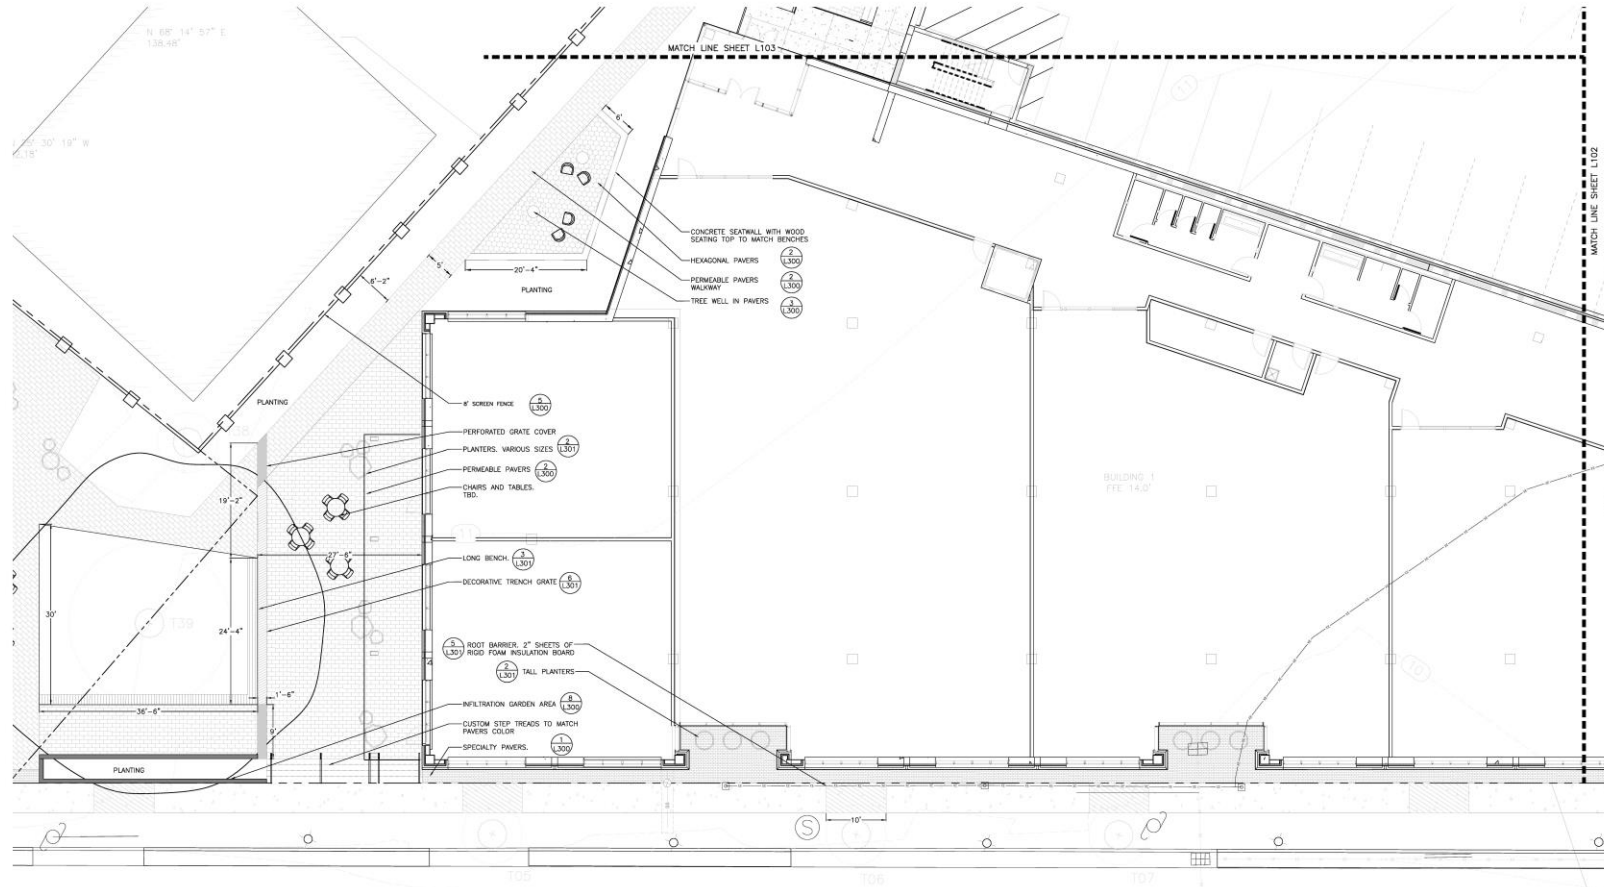 N 68° 14' 57" E
138.48'
MATCH LINE SHEET L103
30' 19" W
MATCH LINE SHEET L102
6'
CONCRETE SEATWALL WITH WOOD
SEATING TOP TO MATCH BENCHES
HEXAGONAL PAVERS 2 L300
PERMEABLE PAVERS
WALKWAY 2 L300
TREE WELL IN PAVERS 3 L300
5'
6'-2"
20'-4"
PLANTING
PLANTING
8' SCREEN FENCE 5 L300
PERFORATED GRATE COVER
PLANTERS. VARIOUS SIZES 2 L301
PERMEABLE PAVERS 2 L300
CHAIRS AND TABLES.
TBD.
BUILDING 1
FFE 14.0'
19'-2"
27'-6"
LONG BENCH. 3 L301
DECORATIVE TRENCH GRATE 6 L301
30'
T39
24'-4"
5 L301 ROOT BARRIER. 2" SHEETS OF
RIGID FOAM INSULATION BOARD
2 L301 TALL PLANTERS
1'-6"
36'-6"
9'
INFILTRATION GARDEN AREA 8 L300
CUSTOM STEP TREADS TO MATCH
PAVERS COLOR
SPECIALTY PAVERS. 1 L300
PLANTING
10'
S
T05
T06
T07
11
10